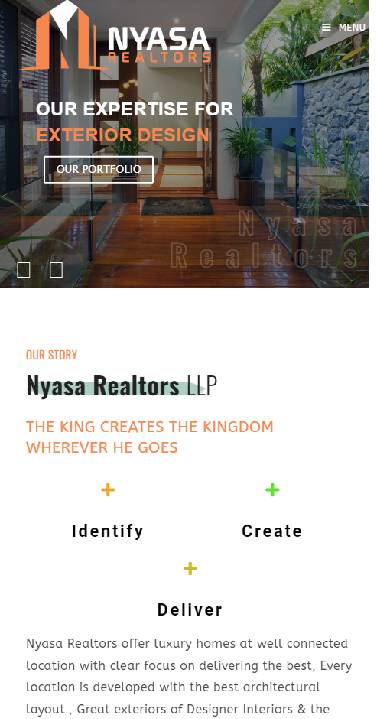 NYASA
REALTORS
MENU
OUR EXPERTISE FOR
EXTERIOR DESIGN
OUR PORTFOLIO
Nyasa
Realtors
OUR STORY
Nyasa Realtors LLP
THE KING CREATES THE KINGDOM
WHEREVER HE GOES
+ +
Identify Create
+
Deliver
Nyasa Realtors offer luxury homes at well connected
location with clear focus on delivering the best, Every
location is developed with the best architectural
layout , Great exteriors of Designer Interiors & the